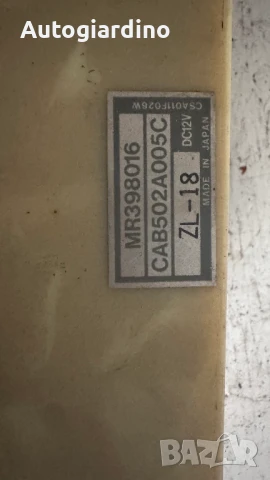 Autogiardino
MR398016
CAB502A005C
ZL-18
DC12V
MADE IN JAPAN
CSA011F026W
bazar